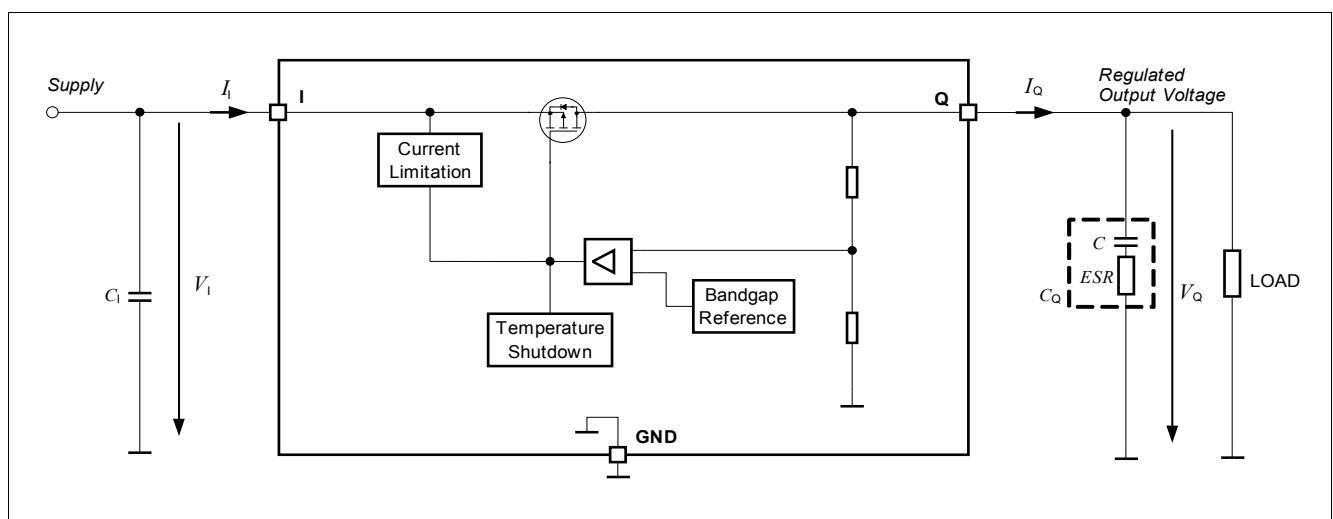 Supply
I_I
I
Q
I_Q
Regulated
Output Voltage
Current
Limitation
C_I
V_I
Bandgap
Reference
Temperature
Shutdown
C
ESR
C_Q
V_Q
LOAD
GND